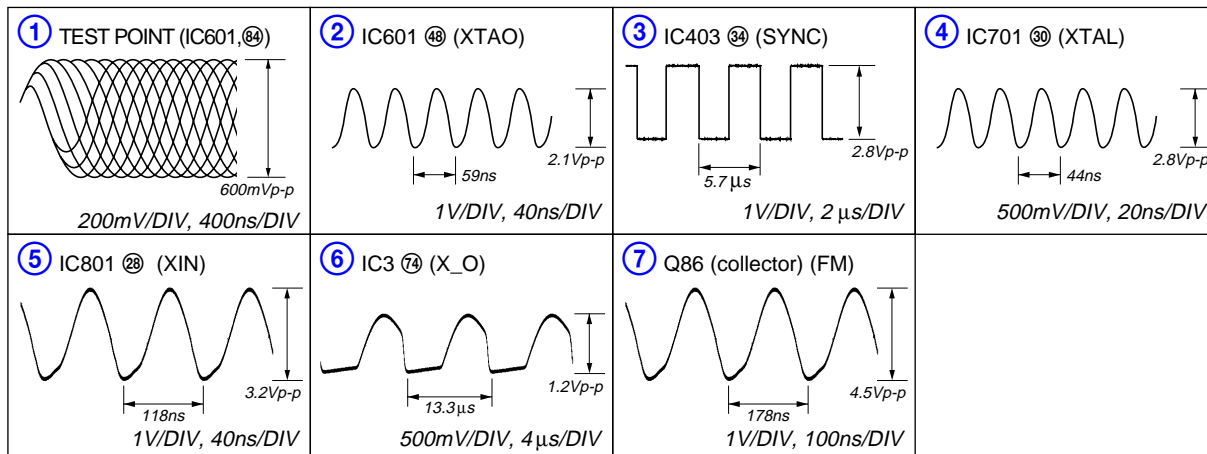 ① TEST POINT (IC601,㊽)
600mVp-p
200mV/DIV, 400ns/DIV
② IC601 ㊽ (XTAO)
2.1Vp-p
59ns
1V/DIV, 40ns/DIV
③ IC403 ㉞ (SYNC)
2.8Vp-p
5.7 µs
1V/DIV, 2 µs/DIV
④ IC701 ㉚ (XTAL)
2.8Vp-p
44ns
500mV/DIV, 20ns/DIV
⑤ IC801 ㉘ (XIN)
3.2Vp-p
118ns
1V/DIV, 40ns/DIV
⑥ IC3 74 (X_O)
1.2Vp-p
13.3µs
500mV/DIV, 4µs/DIV
⑦ Q86 (collector) (FM)
4.5Vp-p
178ns
1V/DIV, 100ns/DIV